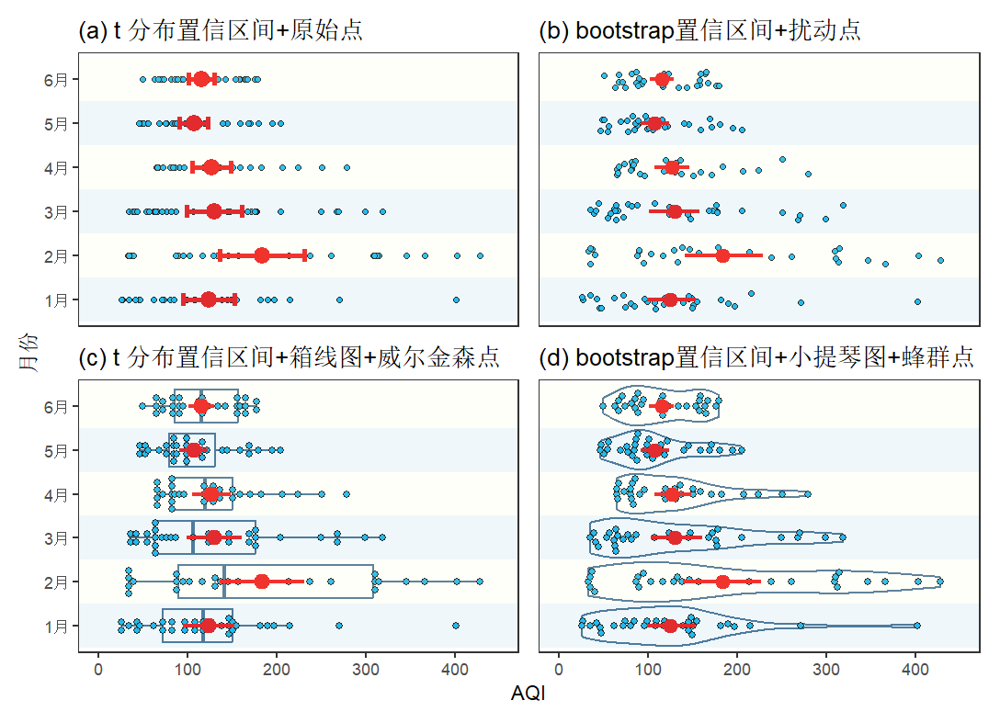 (a) t 分布置信区间+原始点
(b) bootstrap置信区间+扰动点
6月
5月
4月
3月
2月
1月
(c) t 分布置信区间+箱线图+威尔金森点
(d) bootstrap置信区间+小提琴图+蜂群点
6月
5月
4月
3月
2月
1月
月份
0 100 200 300 400
0 100 200 300 400
AQI